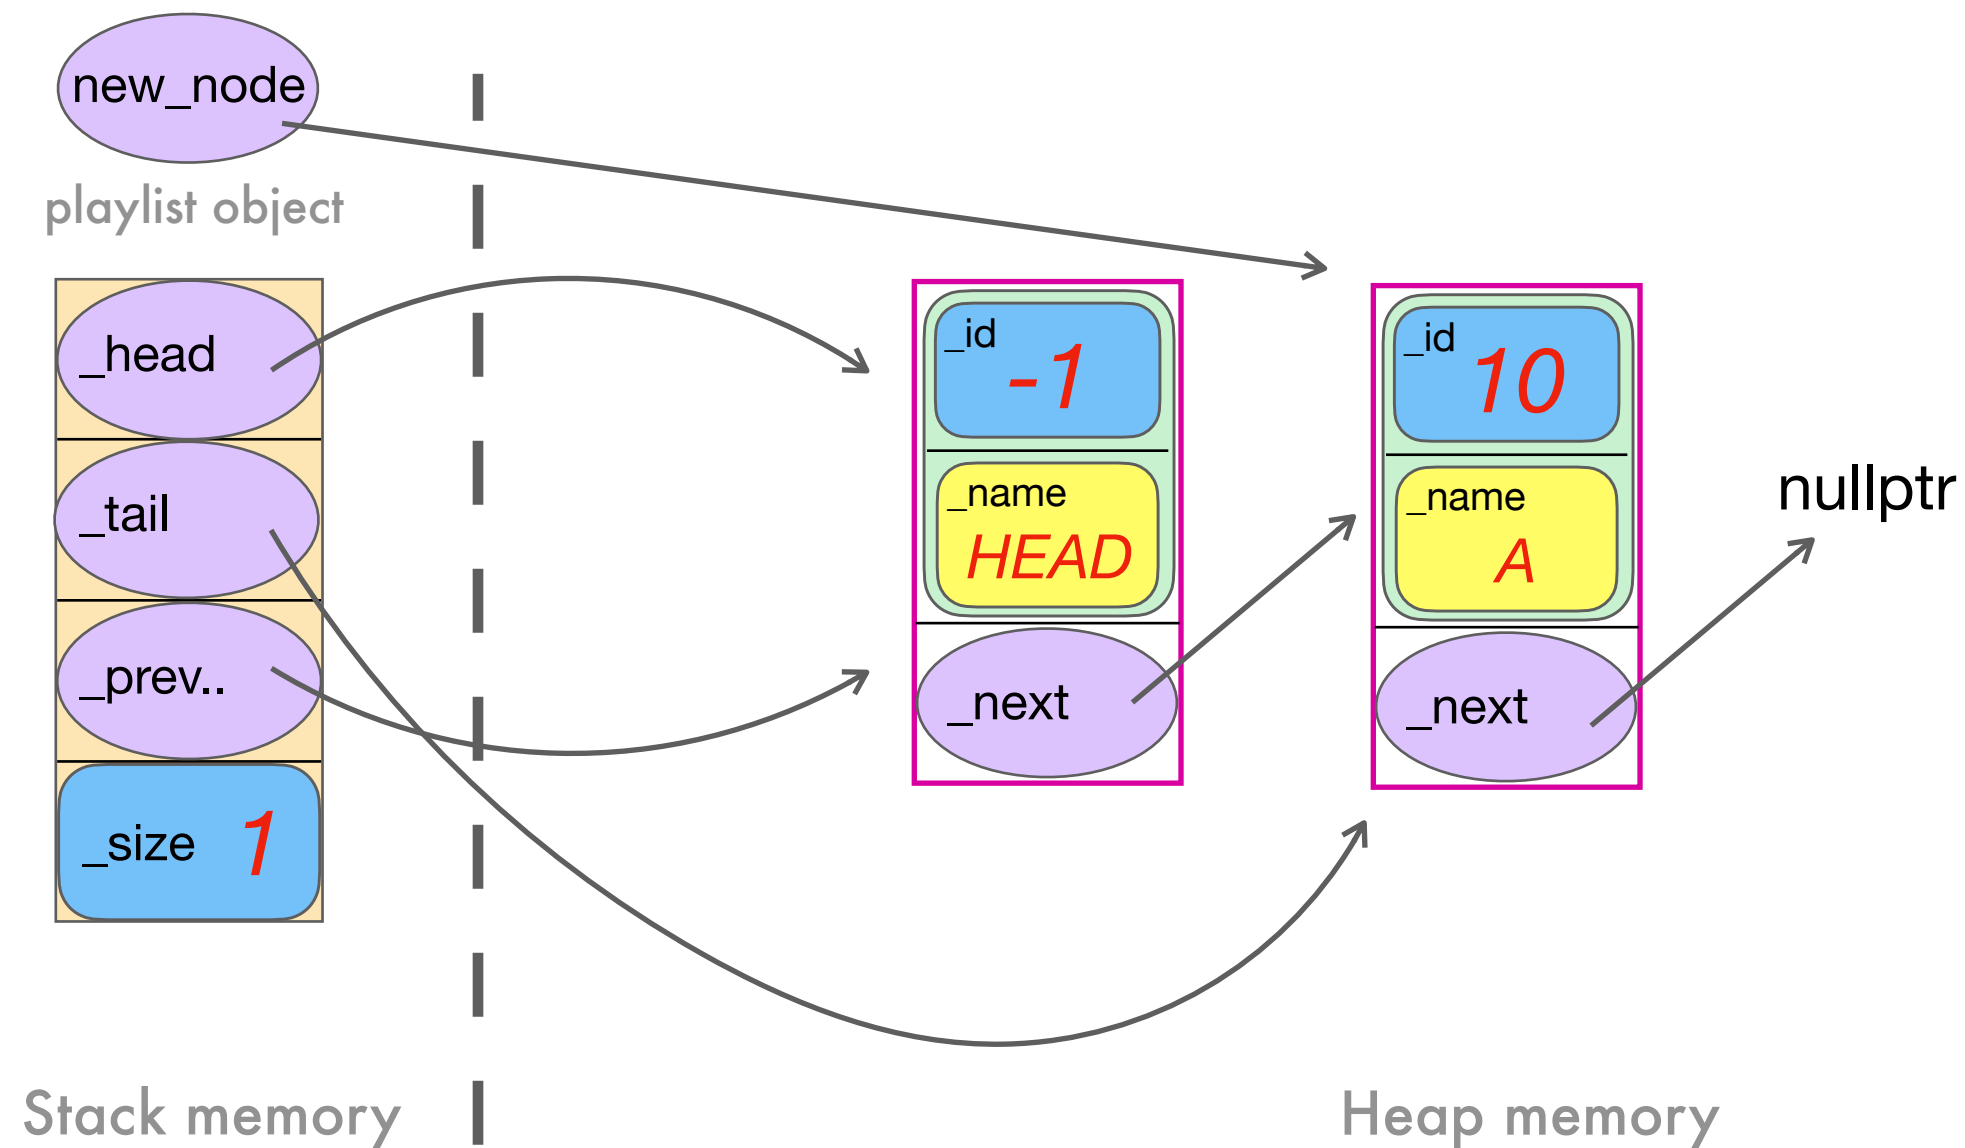 new_node
playlist object
_head
_tail
_prev..
_size 1
_id
-1
_name
HEAD
_next
_id
10
_name
A
_next
nullptr
Stack memory
Heap memory